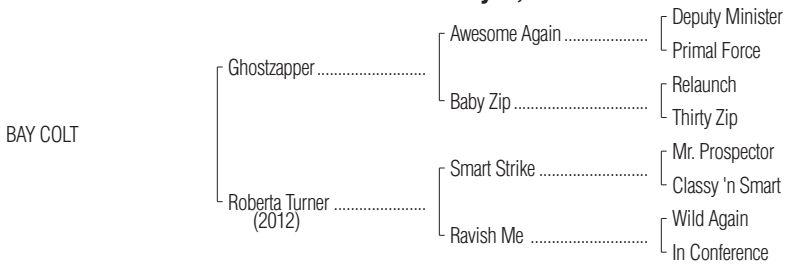 BAY COLT
Ghostzapper
Roberta Turner
(2012)
Awesome Again
Baby Zip
Smart Strike
Ravish Me
Deputy Minister
Primal Force
Relaunch
Thirty Zip
Mr. Prospector
Classy 'n Smart
Wild Again
In Conference